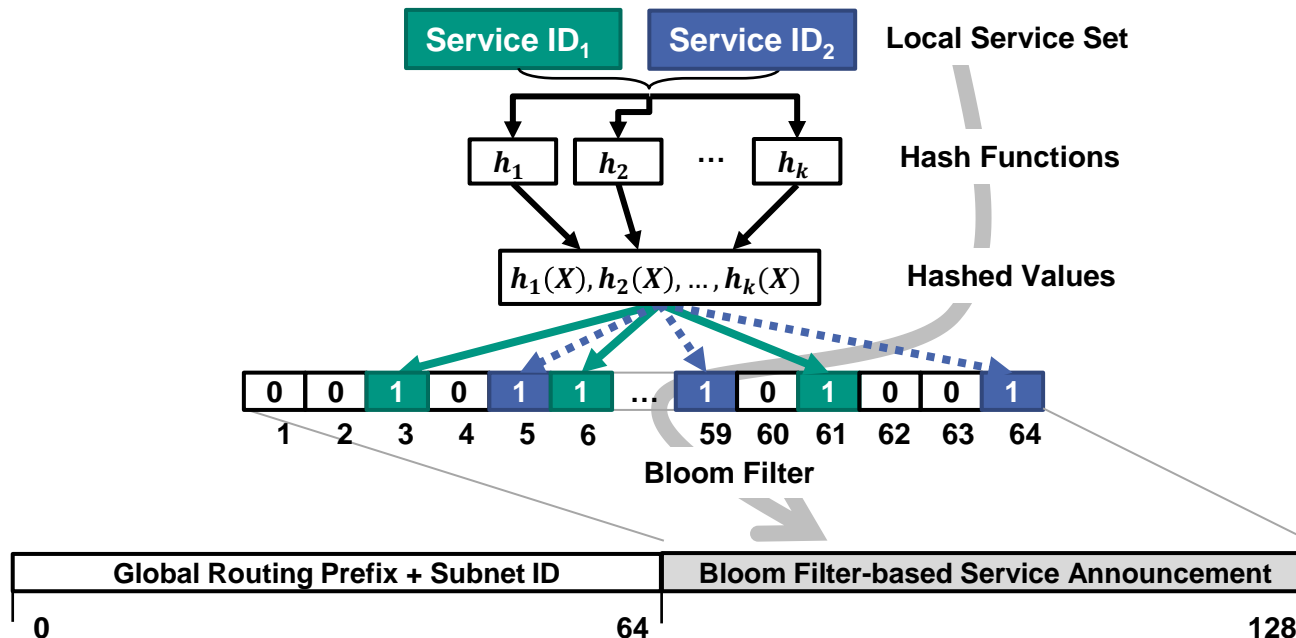 Service ID₁ Service ID₂ Local Service Set
h₁ h₂ ... h_k Hash Functions
h₁(X), h₂(X), ... , h_k(X) Hashed Values
0 0 1 0 1 1 ... 1 0 1 0 0 1
1 2 3 4 5 6 59 60 61 62 63 64
Bloom Filter
Global Routing Prefix + Subnet ID Bloom Filter-based Service Announcement
0 64 128